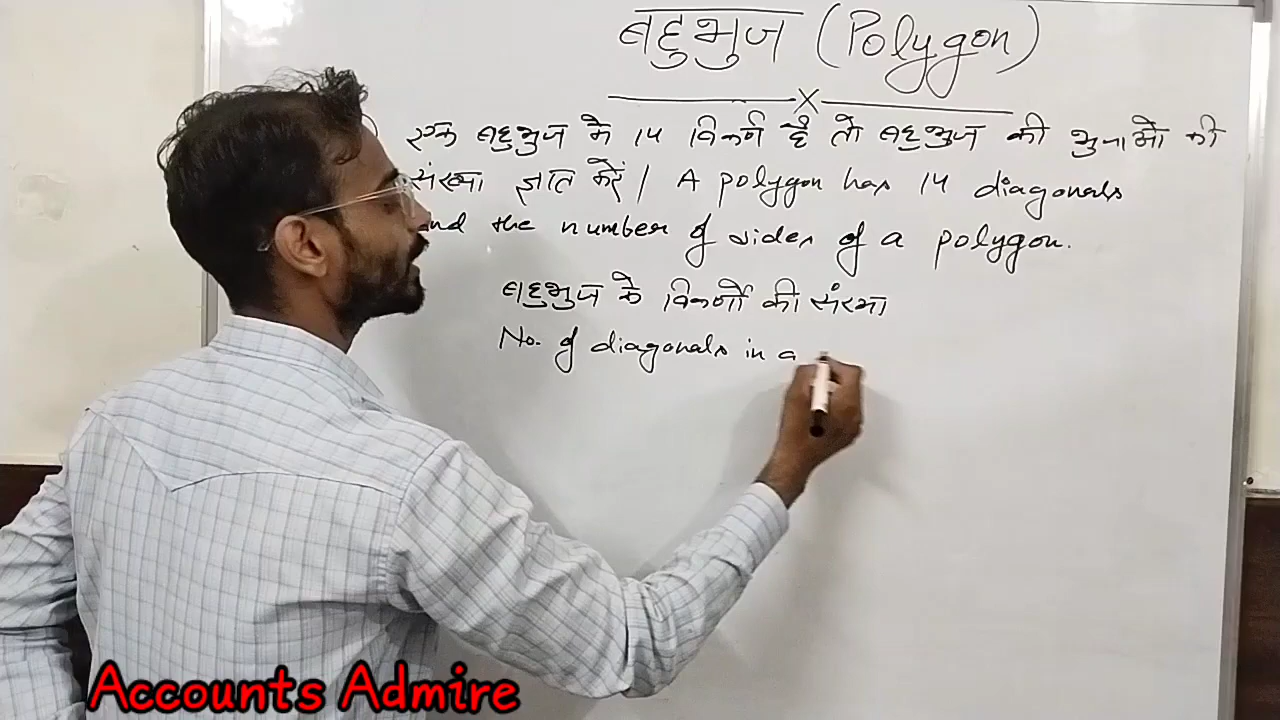 बहुभुज (Polygon)
एक बहुभुज के 14 विकर्ण है तो बहुभुज की भुजाओ की
संख्या ज्ञात करें| A polygon has 14 diagonals
ind the number of sides of a polygon.
बहुभुज के विकर्णों की संख्या
No. of diagonals in a
Accounts Admire